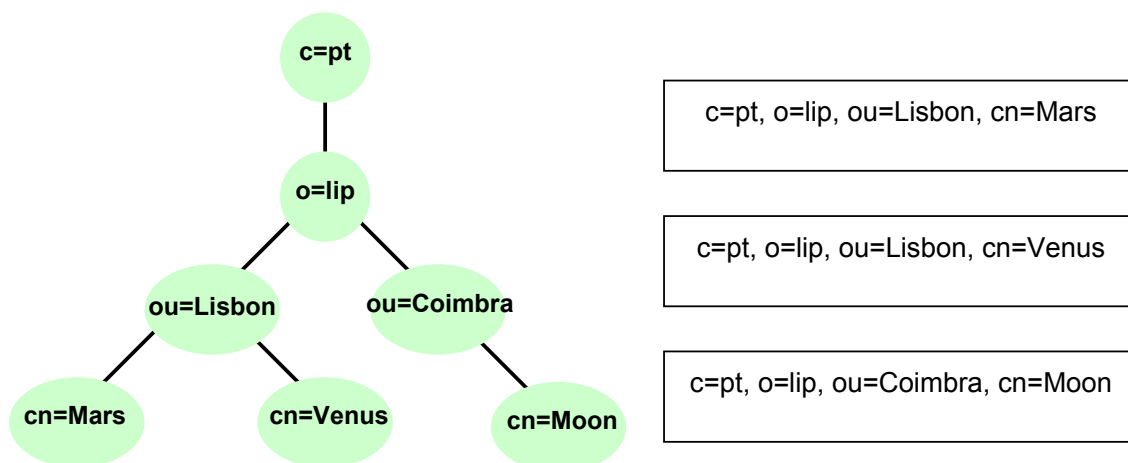 c=pt
o=lip
ou=Lisbon
ou=Coimbra
cn=Mars
cn=Venus
cn=Moon
c=pt, o=lip, ou=Lisbon, cn=Mars
c=pt, o=lip, ou=Lisbon, cn=Venus
c=pt, o=lip, ou=Coimbra, cn=Moon